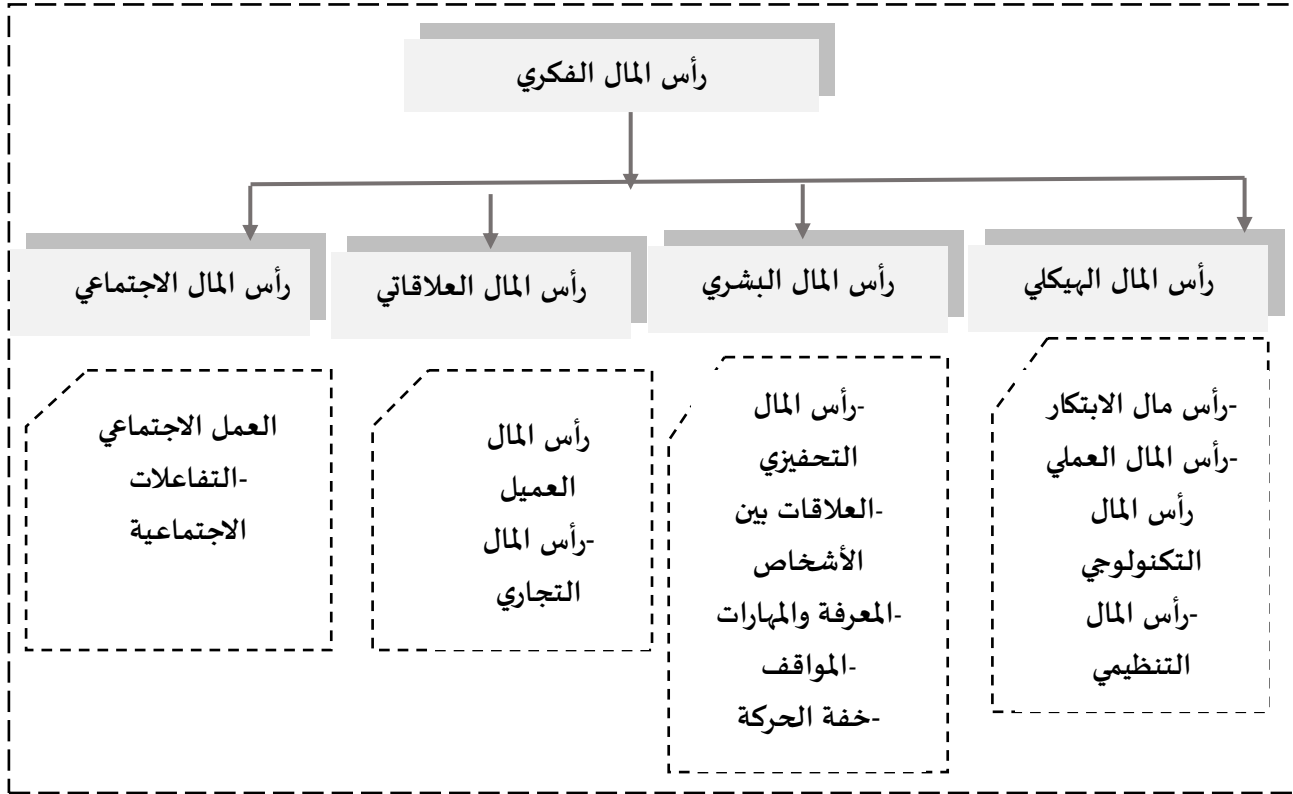 رأس المال الفكري
رأس المال الهيكلي
رأس المال البشري
رأس المال العلاقاتي
رأس المال الاجتماعي
-رأس مال الابتكار
-رأس المال العملي
رأس المال
التكنولوجي
-رأس المال
التنظيمي
-رأس المال
التحفيزي
-العلاقات بين
الأشخاص
-المعرفة والمهارات
-المواقف
-خفة الحركة
رأس المال
العميل
-رأس المال
التجاري
العمل الاجتماعي
-التفاعلات
الاجتماعية